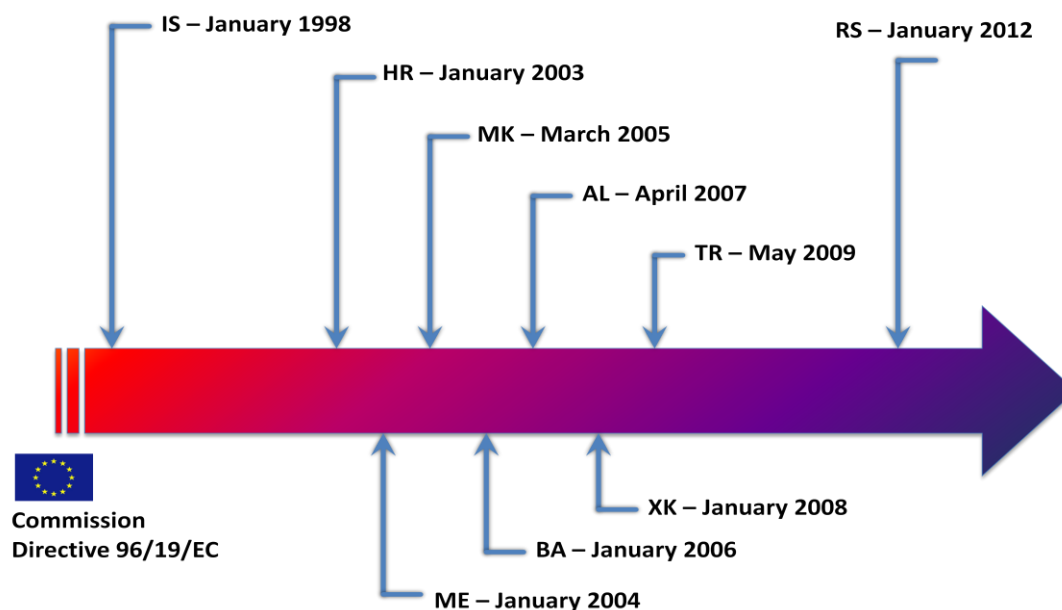 IS – January 1998
RS – January 2012
HR – January 2003
MK – March 2005
AL – April 2007
TR – May 2009
Commission
Directive 96/19/EC
XK – January 2008
BA – January 2006
ME – January 2004